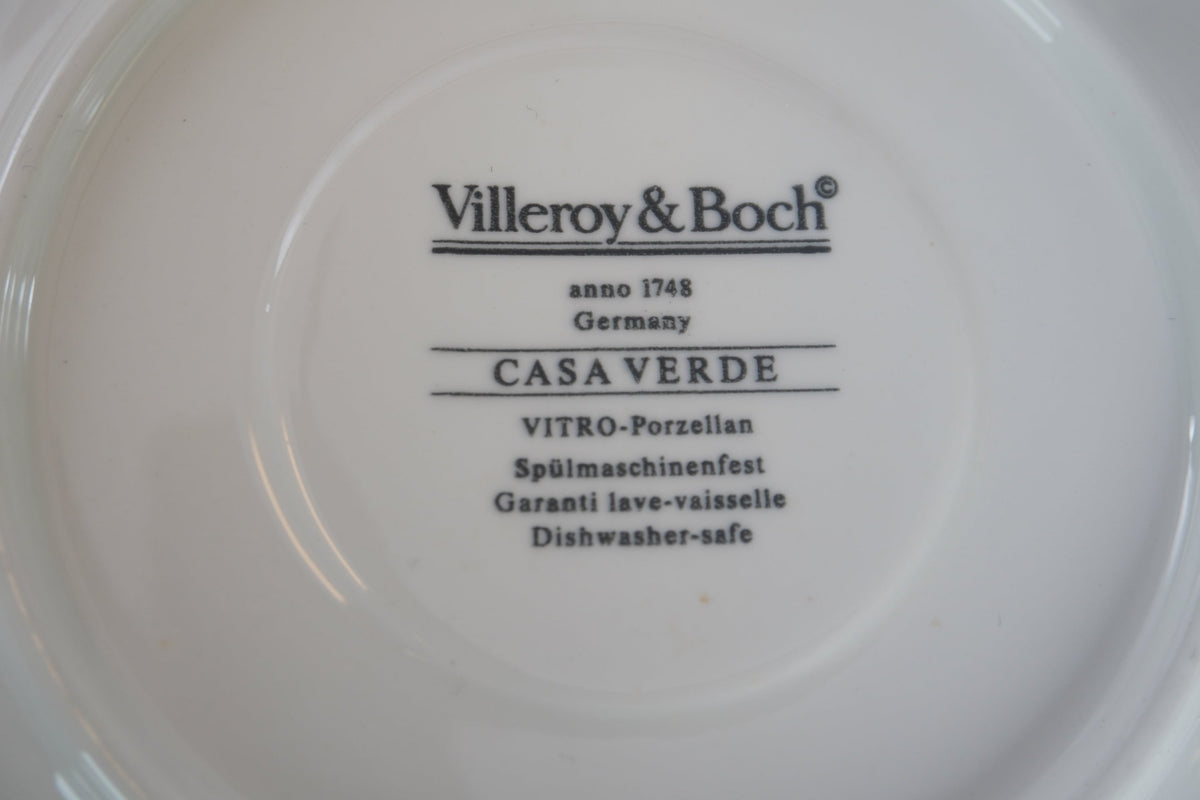 Villeroy & Boch©
anno 1748
Germany
CASA VERDE
VITRO-Porzellan
Spülmaschinenfest
Garanti lave-vaisselle
Dishwasher-safe